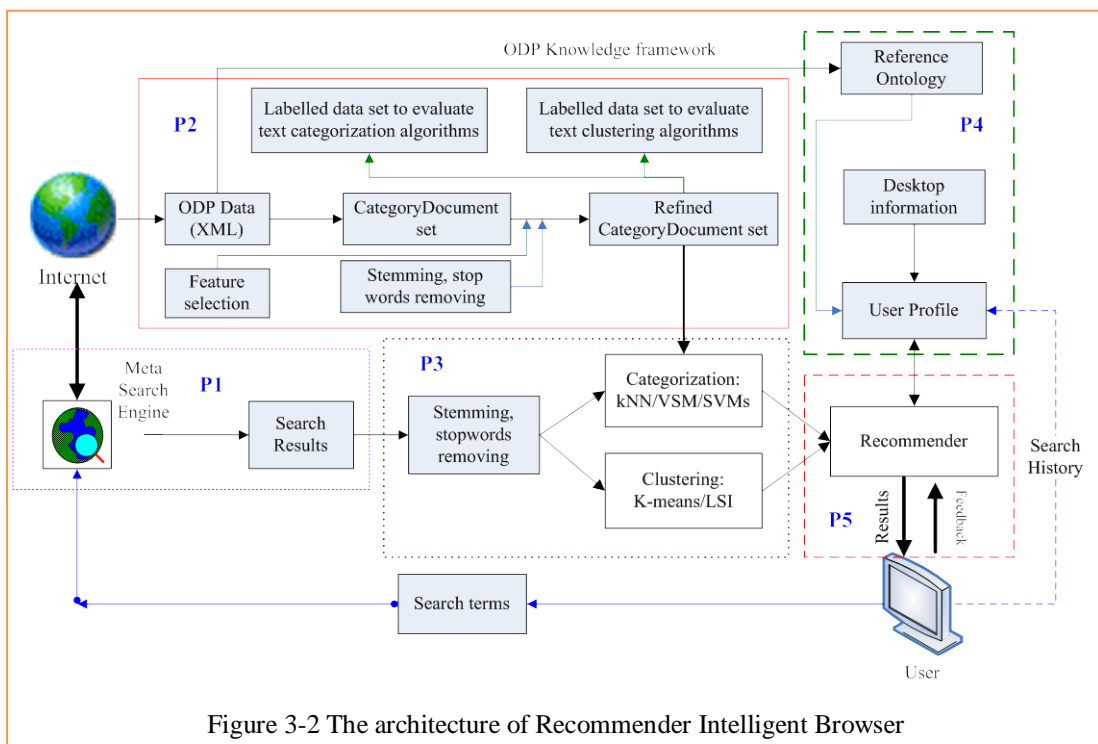 ODP Knowledge framework
Reference
Ontology
P4
Desktop
information
User Profile
P2
Labelled data set to evaluate
text categorization algorithms
Labelled data set to evaluate
text clustering algorithms
ODP Data
(XML)
CategoryDocument
set
Refined
CategoryDocument set
Feature
selection
Stemming, stop
words removing
Internet
Meta
Search
Engine
P1
Search
Results
P3
Stemming,
stopwords
removing
Categorization:
kNN/VSM/SVMs
Clustering:
K-means/LSI
Recommender
P5
Results
Feedback
Search
History
Search terms
User
Figure 3-2 The architecture of Recommender Intelligent Browser